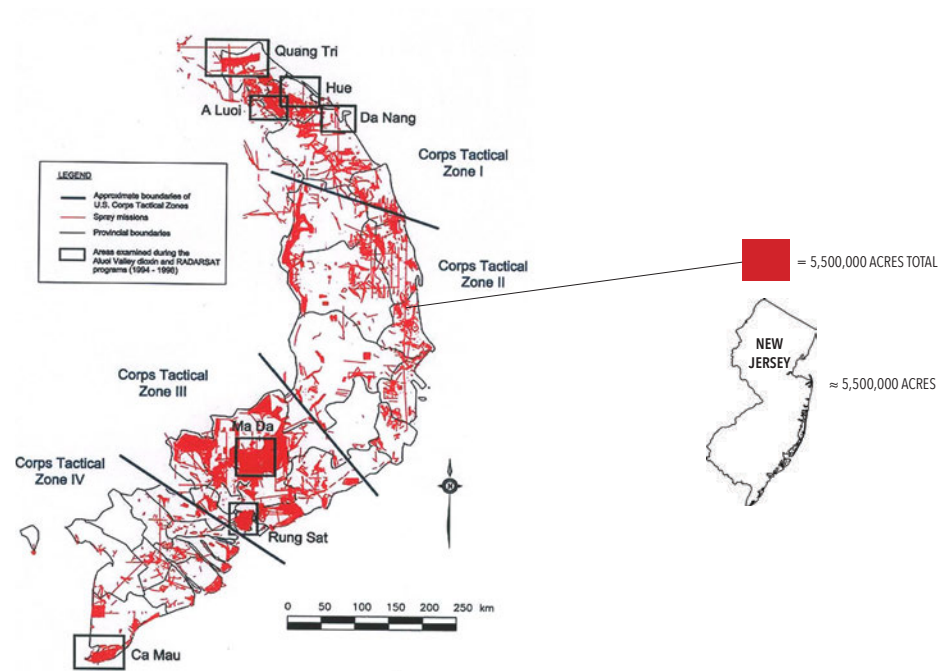 Quang Tri
Hue
A Luoi
Da Nang
Corps Tactical
Zone I
LEGEND
Approximate boundaries of
U.S. Corps Tactical Zones
Spray missions
Provincial boundaries
Areas examined during the
Aluoi Valley dioxin and RADARSAT
programs (1994 - 1996)
Corps Tactical
Zone II
= 5,500,000 ACRES TOTAL
NEW
JERSEY
≈ 5,500,000 ACRES
Corps Tactical
Zone III
Ma Da
Corps Tactical
Zone IV
Rung Sat
0 50 100 150 200 250 km
Ca Mau